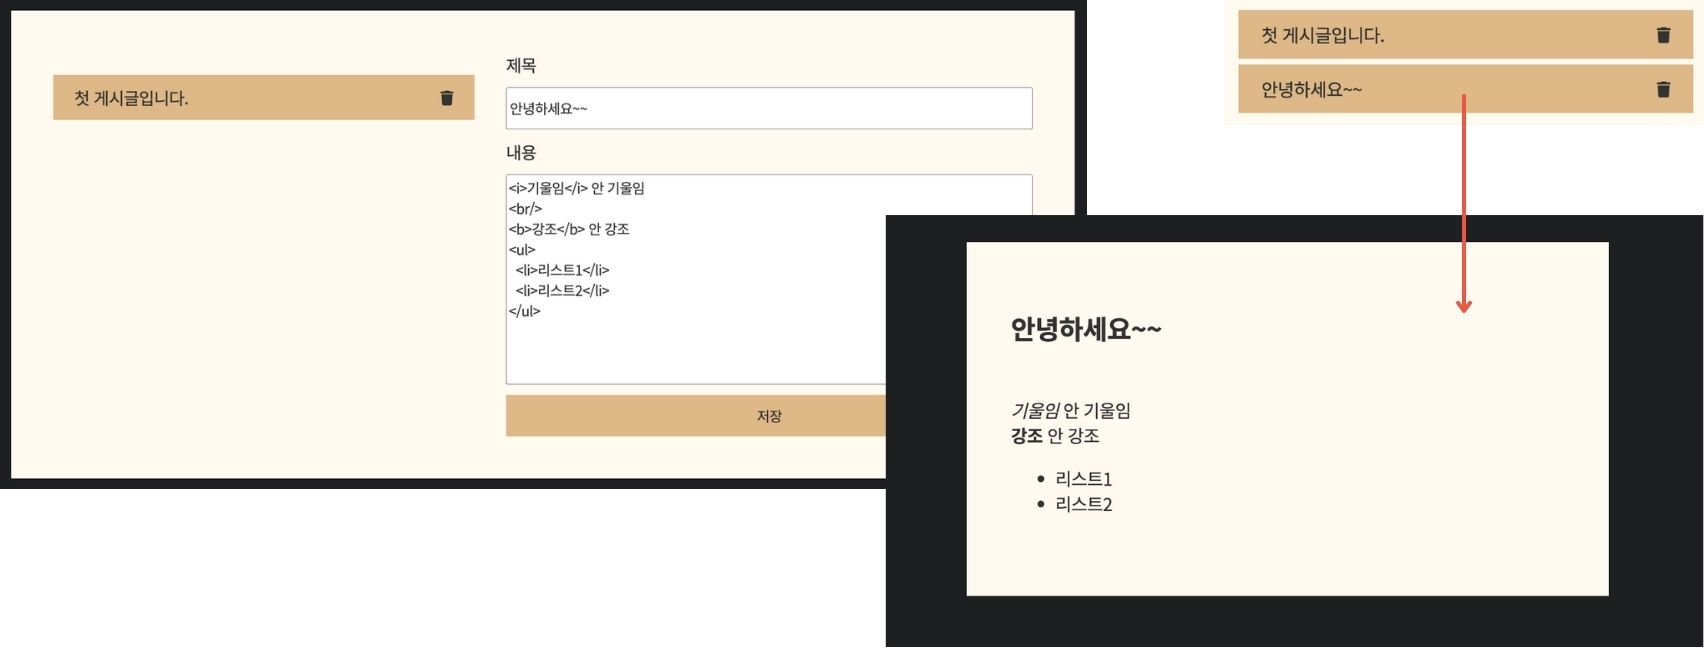 첫 게시글입니다.
제목
안녕하세요~~
내용
<i>기울임</i> 안 기울임
<br/>
<b>강조</b> 안 강조
<ul>
<li>리스트1</li>
<li>리스트2</li>
</ul>
저장
첫 게시글입니다.
안녕하세요~~
안녕하세요~~
기울임 안 기울임
강조 안 강조
• 리스트1
• 리스트2